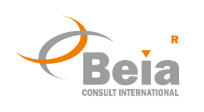 ®
Beia
CONSULT INTERNATIONAL